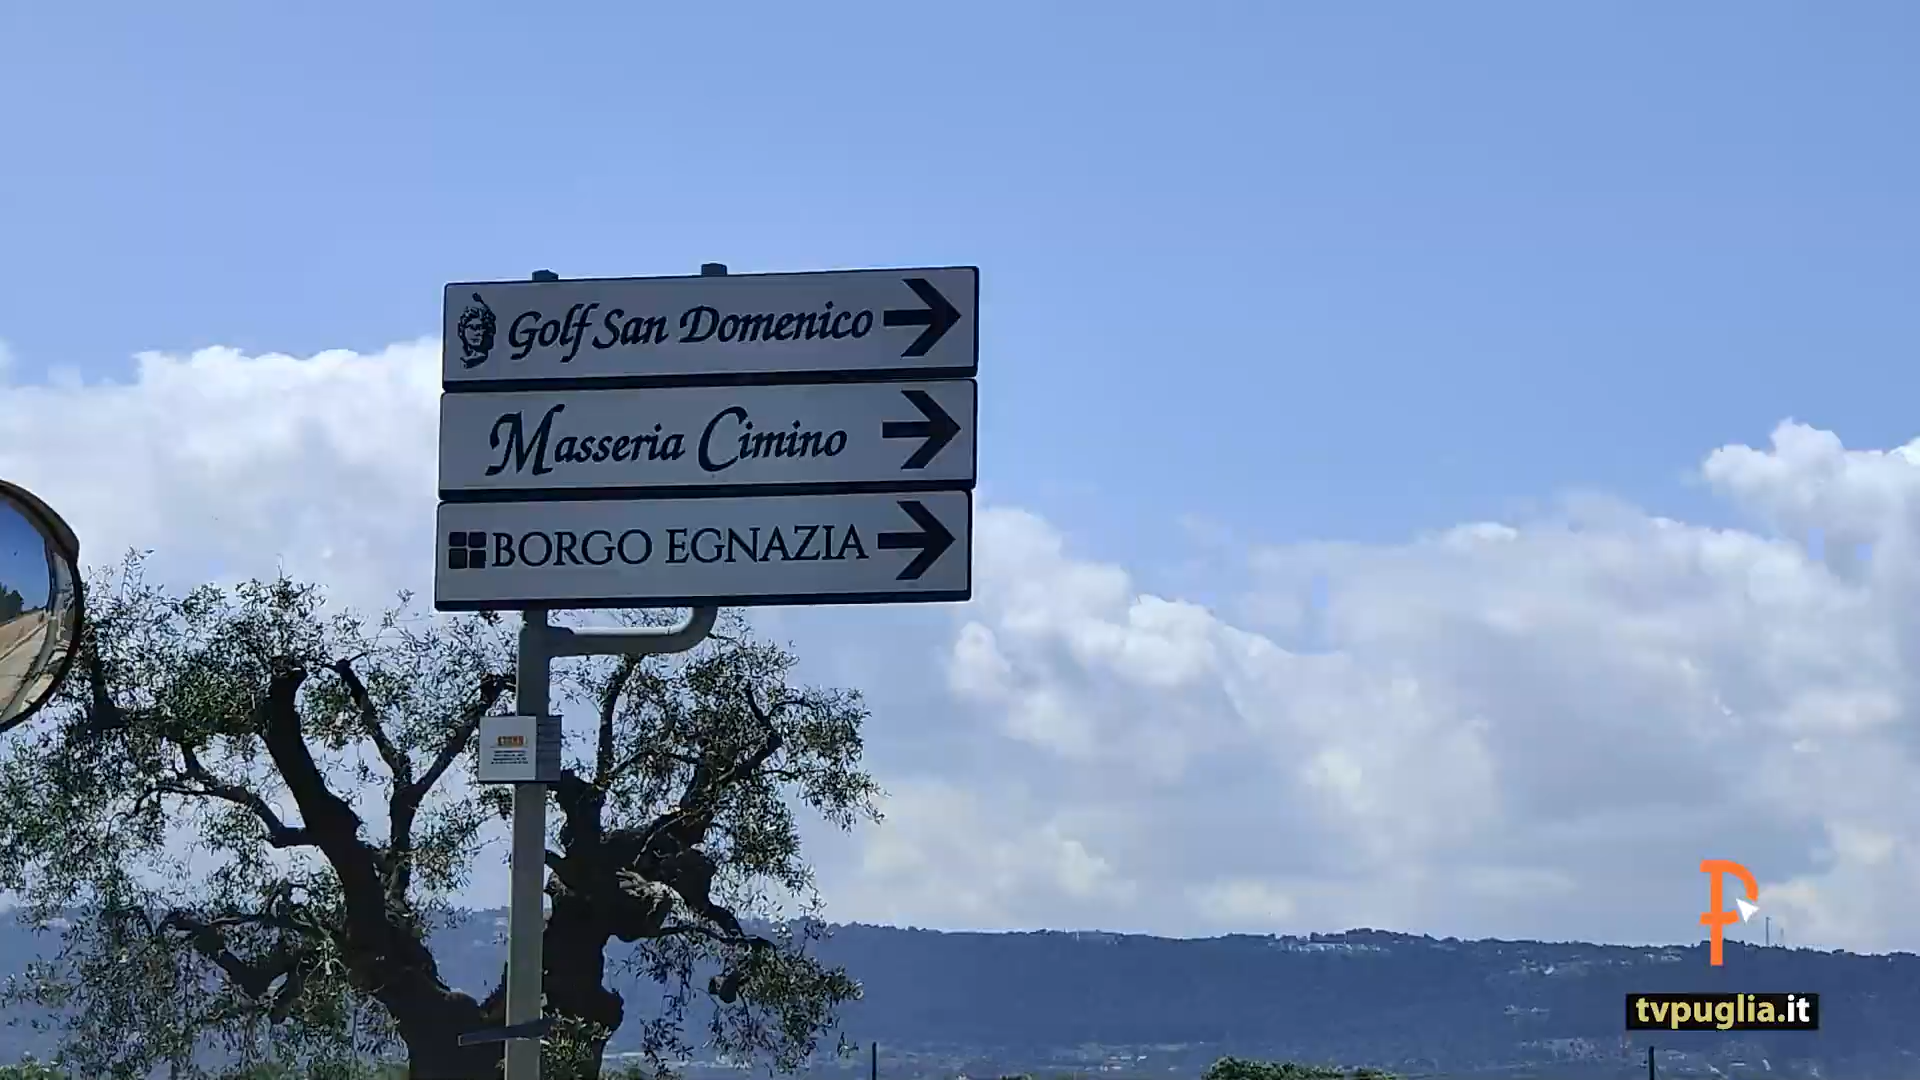 Golf San Domenico
Masseria Cimino
BORGO EGNAZIA
tvpuglia.it